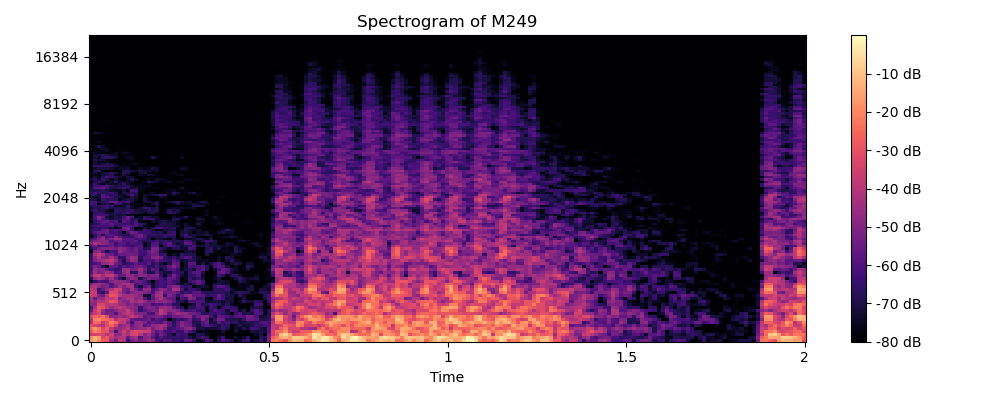 Spectrogram of M249
16384
8192
4096
2048
1024
512
0
Hz
0
0.5
1
1.5
2
Time
-10 dB
-20 dB
-30 dB
-40 dB
-50 dB
-60 dB
-70 dB
-80 dB